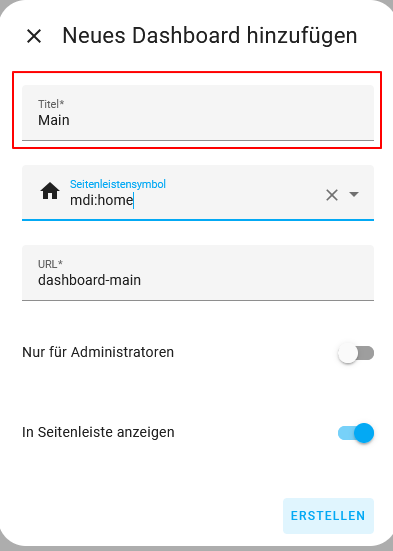 Neues Dashboard hinzufügen
Titel*
Main
Seitenleistensymbol
mdi:home
URL*
dashboard-main
Nur für Administratoren
In Seitenleiste anzeigen
ERSTELLEN